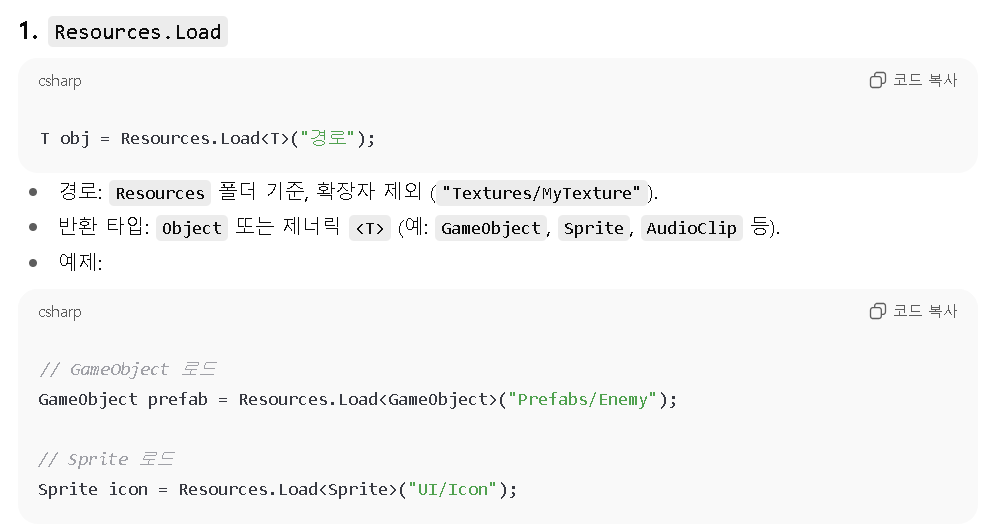 1. Resources.Load
csharp
코드 복사
T obj = Resources.Load<T>("경로");
• 경로: Resources 폴더 기준, 확장자 제외 ("Textures/MyTexture").
• 반환 타입: Object 또는 제너릭 <T> (예: GameObject, Sprite, AudioClip 등).
• 예제:
csharp
코드 복사
// GameObject 로드
GameObject prefab = Resources.Load<GameObject>("Prefabs/Enemy");
// Sprite 로드
Sprite icon = Resources.Load<Sprite>("UI/Icon");